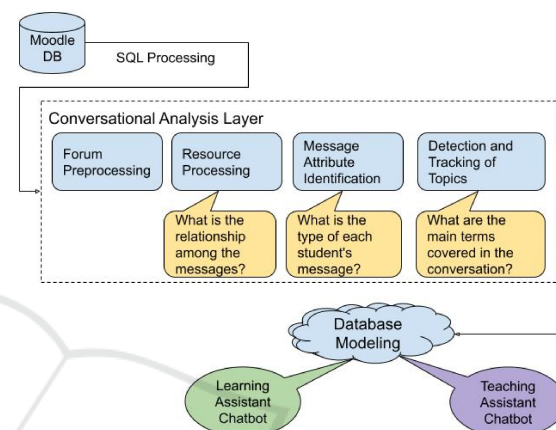 Moodle
DB
SQL Processing
Conversational Analysis Layer
Forum
Preprocessing
Resource
Processing
Message
Attribute
Identification
Detection and
Tracking of
Topics
What is the
relationship
among the
messages?
What is the
type of each
student's
message?
What are the
main terms
covered in the
conversation?
Database
Modeling
Learning
Assistant
Chatbot
Teaching
Assistant
Chatbot